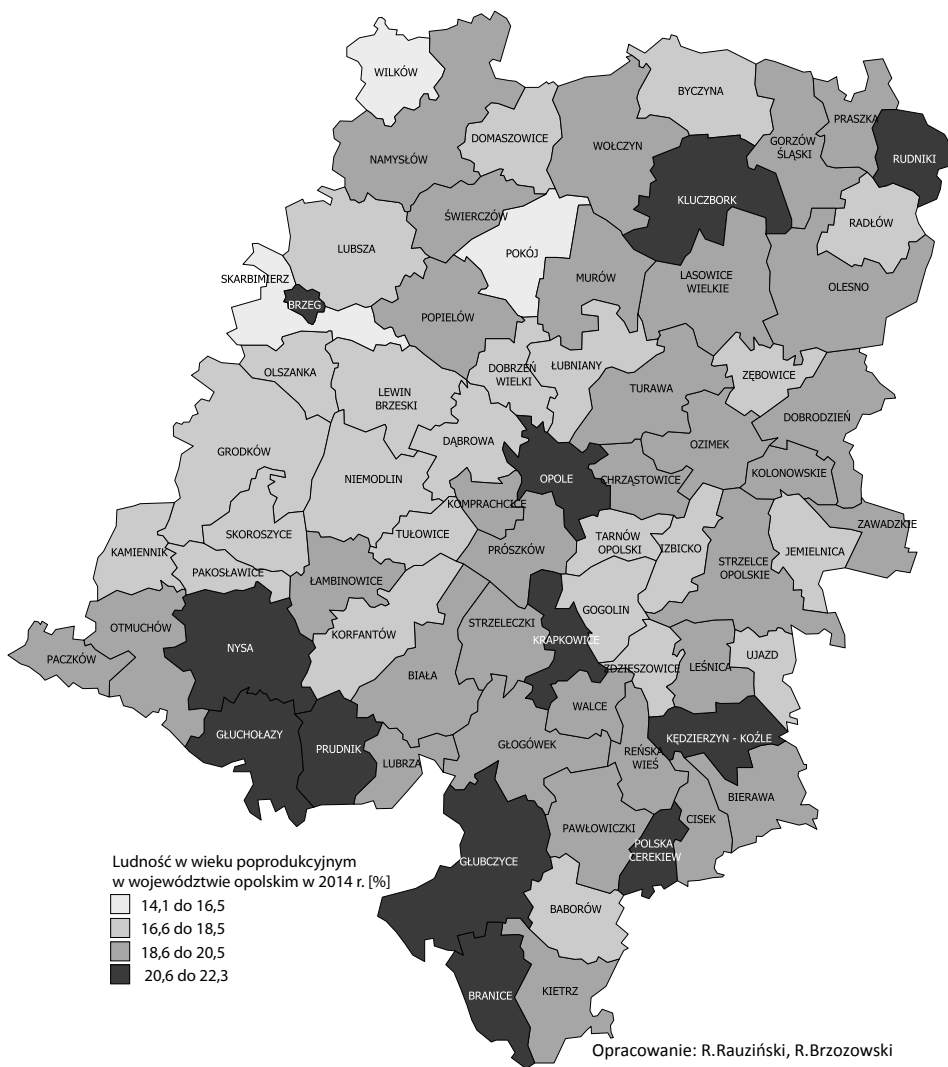 WILKÓW
BYCZYNA
PRASZKA
DOMASZOWICE
WOŁCZYN
GORZÓW
ŚLĄSKI
NAMYSŁÓW
RUDNIKI
KLUCZBORK
ŚWIERCZÓW
RADŁÓW
LUBSZA
POKÓJ
SKARBIMIERZ
MURÓW
LASOWICE
WIELKIE
OLESNO
BRZEG
POPIELÓW
OLSZANKA
DOBRZEŃ
WIELKI
ŁUBNIANY
ZĘBOWICE
LEWIN
BRZESKI
TURAWA
DOBRODZIEŃ
DĄBROWA
OZIMEK
GRODKÓW
NIEMODLIN
OPOLE
CHRZĄSTOWICE
KOLONOWSKIE
KOMPRACHCICE
ZAWADZKIE
SKOROSZYCE
TUŁOWICE
TARNÓW
OPOLSKI
KAMIENNIK
PRÓSZKÓW
IZBICKO
JEMIELNICA
STRZELCE
OPOLSKIE
PAKOSŁAWICE
ŁAMBINOWICE
GOGOLIN
STRZELECZKI
OTMUCHÓW
KORFANTÓW
KRAPKOWICE
NYSA
UJAZD
PACZKÓW
ZDZIESZOWICE
LEŚNICA
BIAŁA
WALCE
GŁUCHOŁAZY
KĘDZIERZYN - KOŹLE
PRUDNIK
GŁOGÓWEK
REŃSKA
WIEŚ
LUBRZA
BIERAWA
CISEK
PAWŁOWICZKI
POLSKA
CEREKIEW
GŁUBCZYCE
Ludność w wieku poprodukcyjnym
w województwie opolskim w 2014 r. [%]
14,1 do 16,5
16,6 do 18,5
18,6 do 20,5
20,6 do 22,3
BABORÓW
BRANICE
KIETRZ
Opracowanie: R.Rauziński, R.Brzozowski